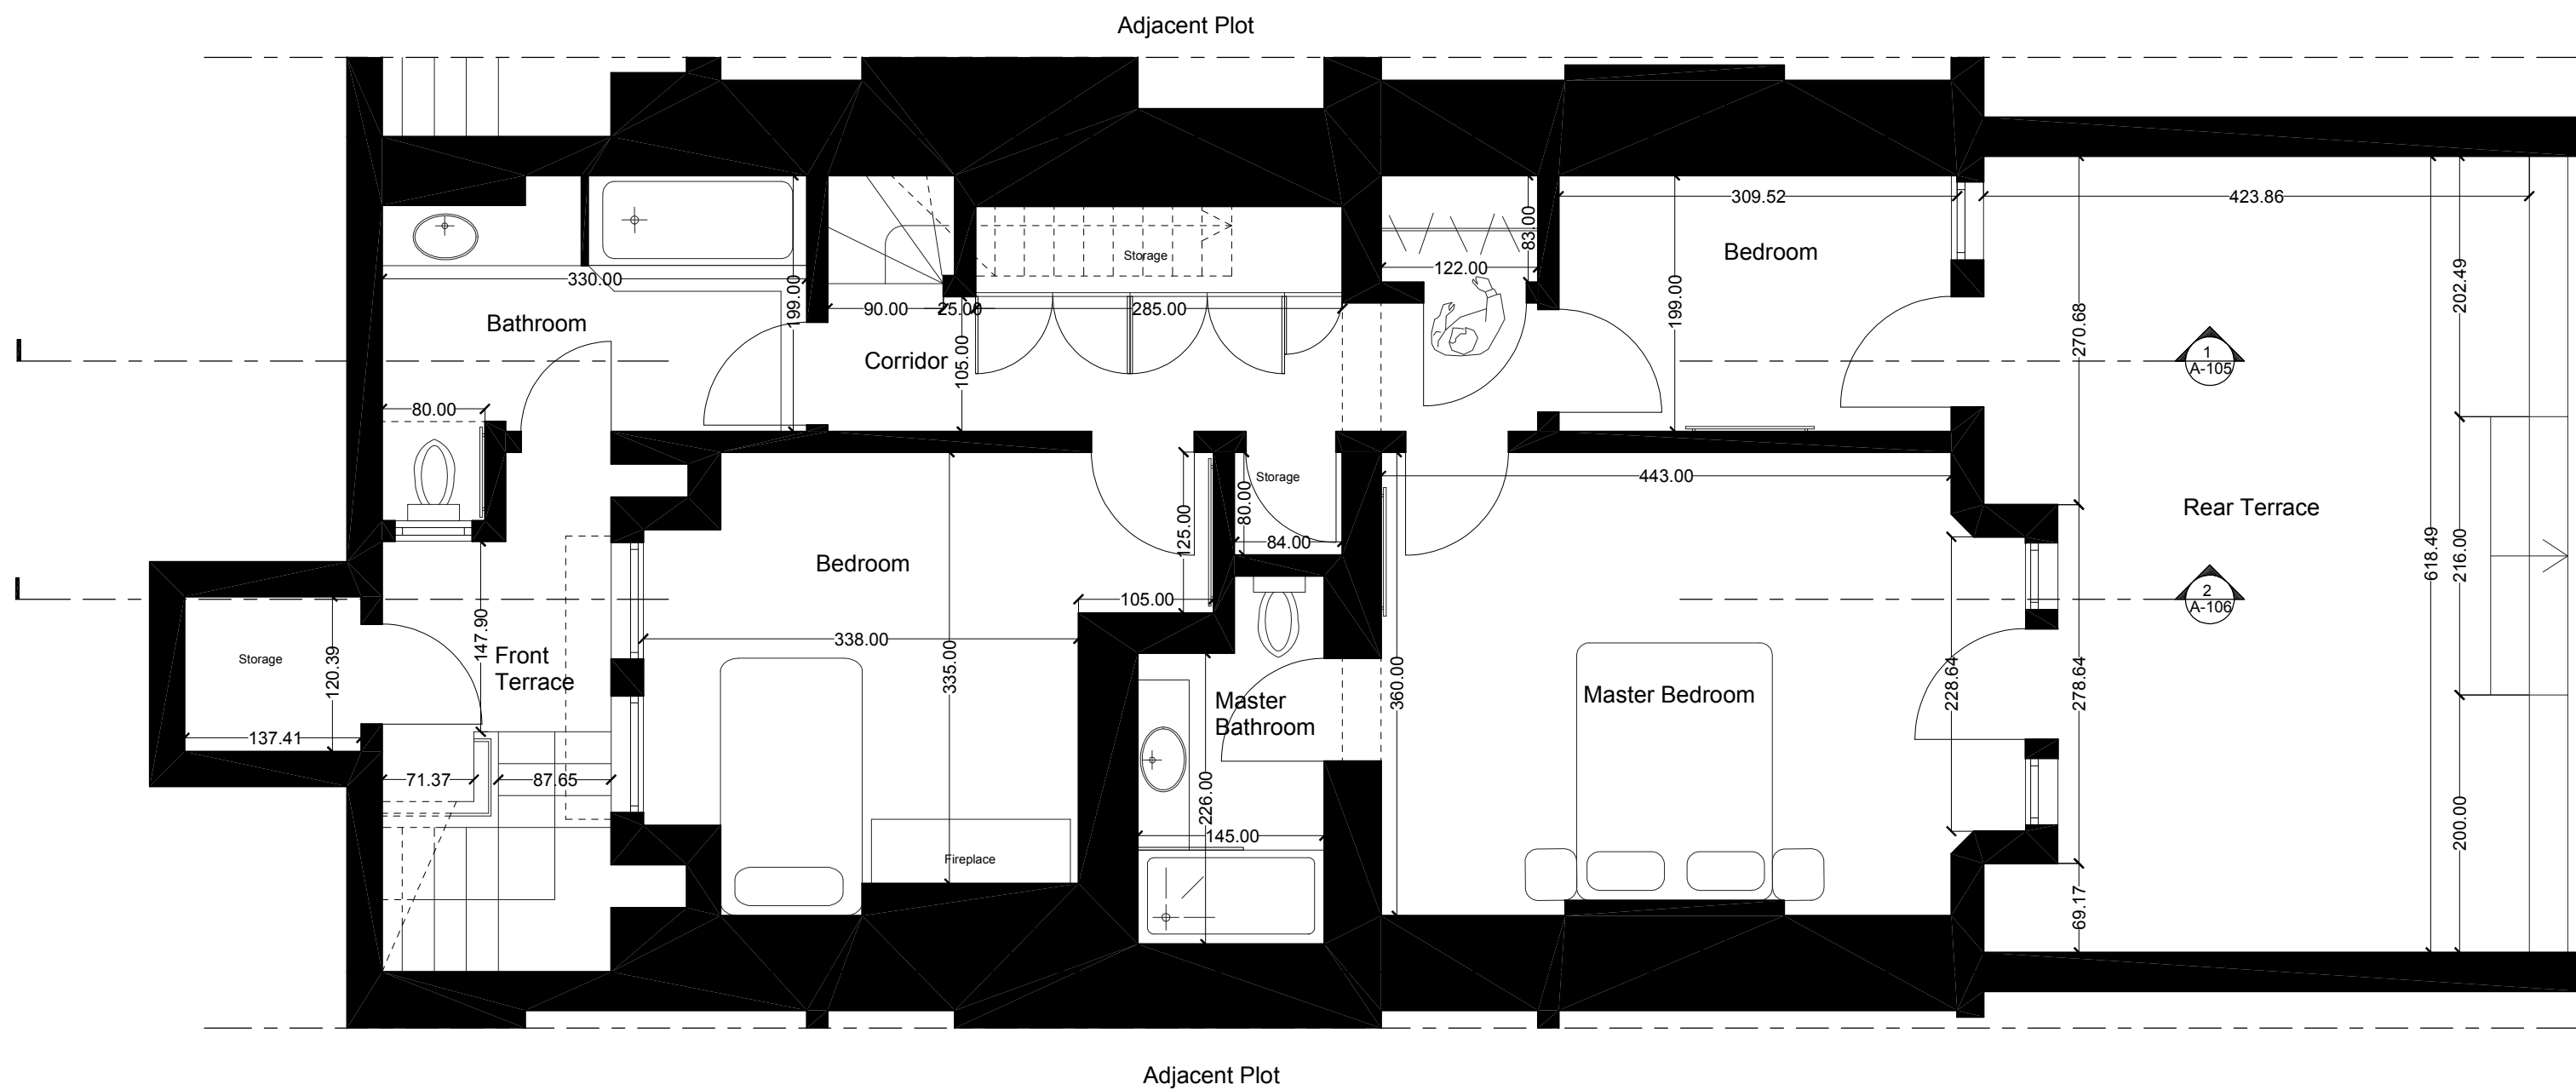 Adjacent Plot
309.52
423.86
83.00
Storage
Bedroom
122.00
330.00
199.00
90.00
25.00
285.00
199.00
202.49
270.68
Bathroom
Corridor
105.00
1
A-105
80.00
Storage
443.00
80.00
125.00
84.00
Rear Terrace
Bedroom
618.49
216.00
105.00
2
A-106
147.90
338.00
Storage
120.39
Front
Terrace
335.00
360.00
228.64
278.64
Master
Bathroom
Master Bedroom
137.41
71.37
87.65
226.00
145.00
200.00
Fireplace
69.17
Adjacent Plot